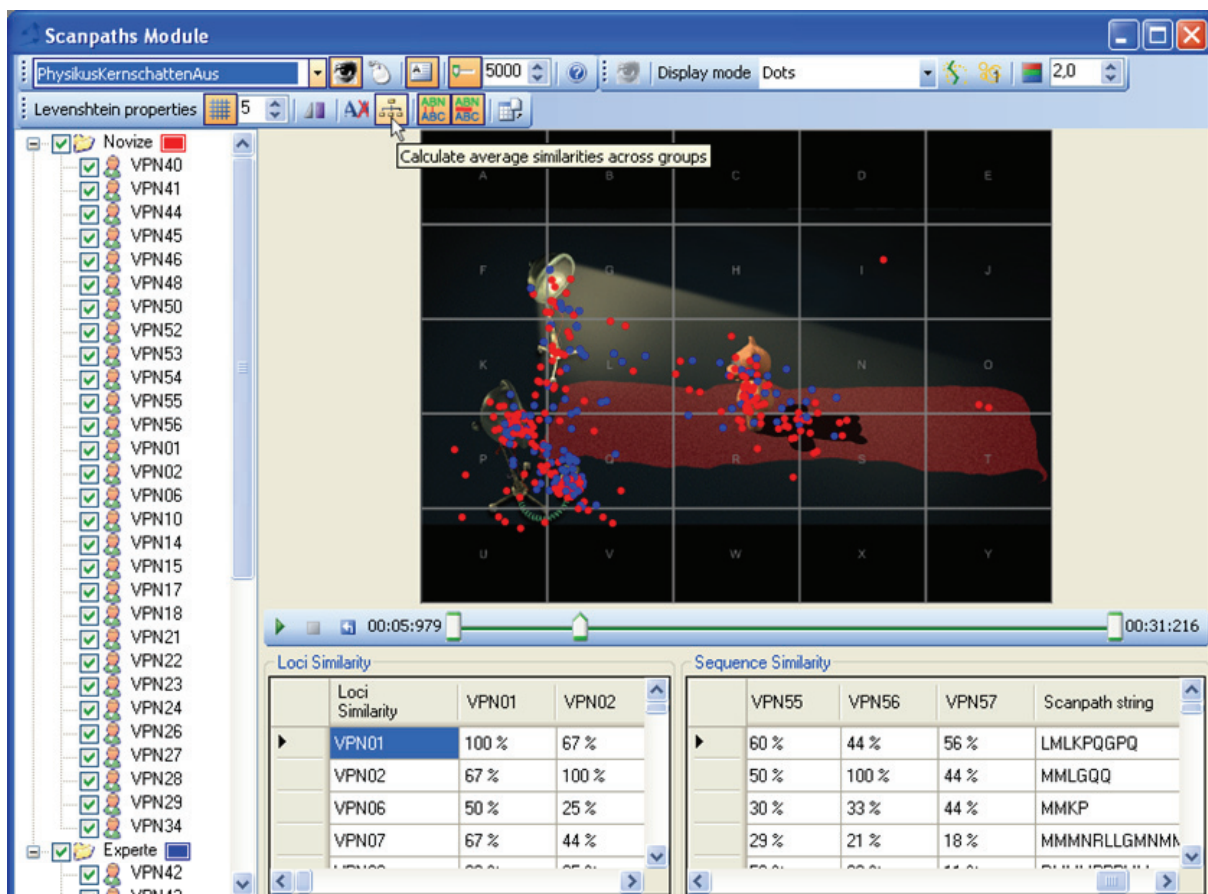 Scanpaths Module
PhysikusKernschattenAus 5000 Display mode Dots 2,0
Levenshtein properties 5 ABN ABC ABN ABC
Calculate average similarities across groups
Novize
VPN40
VPN41
VPN44
VPN45
VPN46
VPN48
VPN50
VPN52
VPN53
VPN54
VPN55
VPN56
VPN01
VPN02
VPN06
VPN10
VPN14
VPN15
VPN17
VPN18
VPN21
VPN22
VPN23
VPN24
VPN26
VPN27
VPN28
VPN29
VPN34
Experte
VPN42
A B C D E
F G H I J
K L N O
P Q R S T
U V W X Y
00:05:979 00:31:216
Loci Similarity
Loci Similarity VPN01 VPN02
VPN01 100 % 67 %
VPN02 67 % 100 %
VPN06 50 % 25 %
VPN07 67 % 44 %
Sequence Similarity
VPN55 VPN56 VPN57 Scanpath string
60 % 44 % 56 % LMLKPQGPQ
50 % 100 % 44 % MMLGQQ
30 % 33 % 44 % MMKP
29 % 21 % 18 % MMMNRLLGMNMM